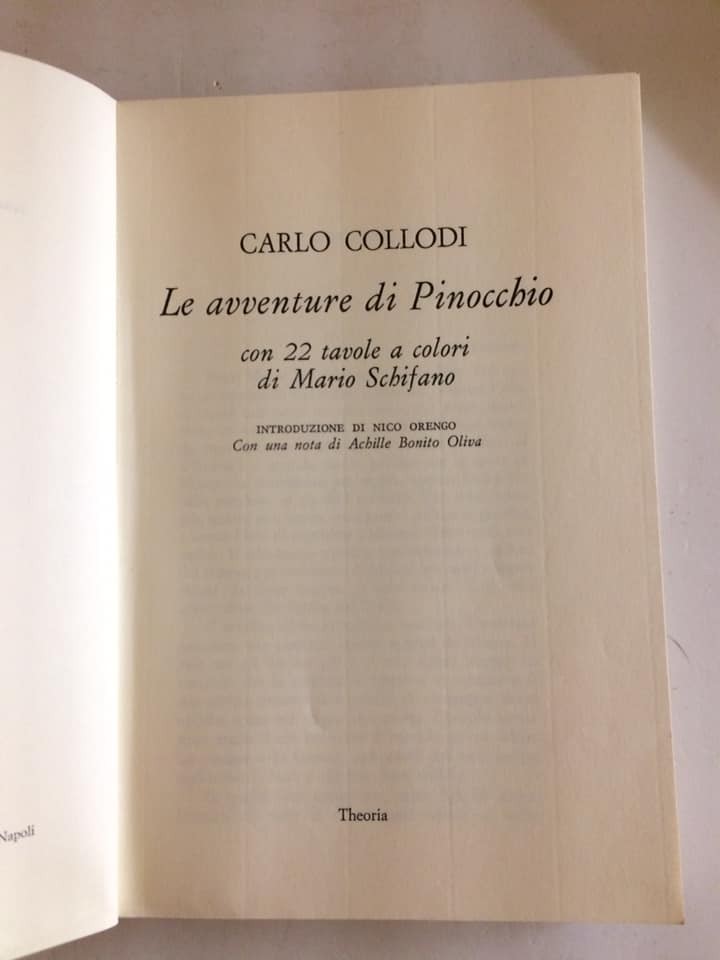 CARLO COLLODI
Le avventure di Pinocchio
con 22 tavole a colori
di Mario Schifano
INTRODUZIONE DI NICO ORENGO
Con una nota di Achille Bonito Oliva
Theoria
Napoli